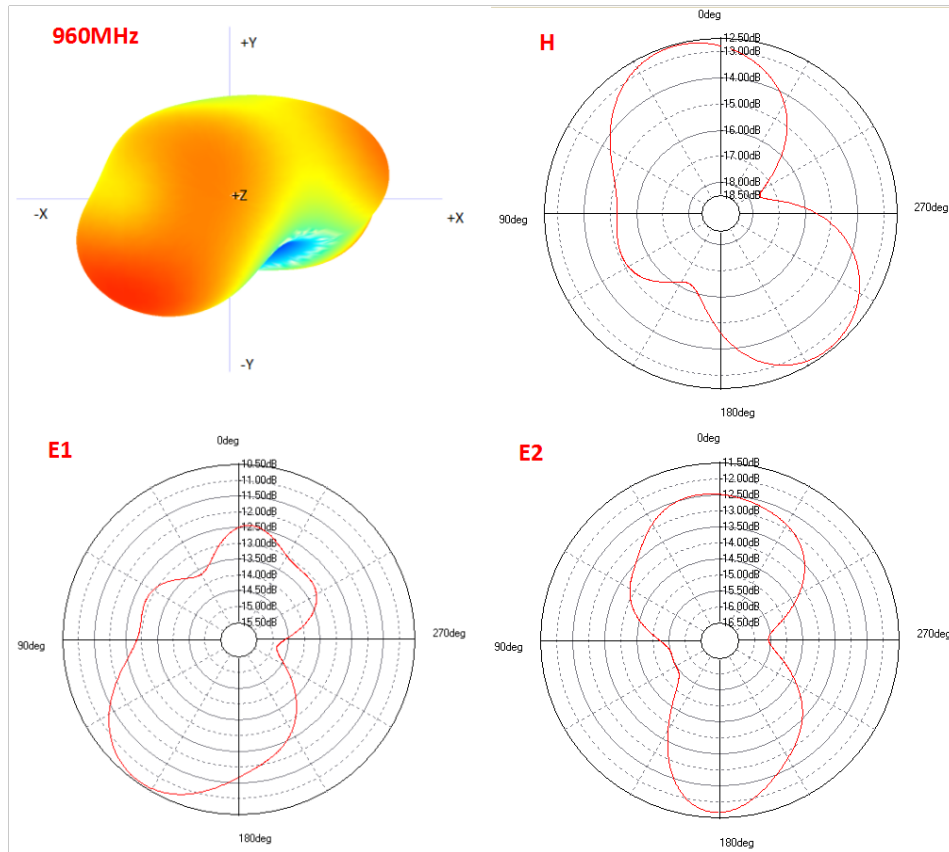 960MHz
+Y
+Z
-X
+X
-Y
H
0deg
12.50dB
13.00dB
14.00dB
15.00dB
16.00dB
17.00dB
18.00dB
18.50dB
90deg
270deg
180deg
E1
0deg
10.50dB
11.00dB
11.50dB
12.00dB
12.50dB
13.00dB
13.50dB
14.00dB
14.50dB
15.00dB
15.50dB
90deg
270deg
180deg
E2
0deg
11.50dB
12.00dB
12.50dB
13.00dB
13.50dB
14.00dB
14.50dB
15.00dB
15.50dB
16.00dB
16.50dB
90deg
270deg
180deg